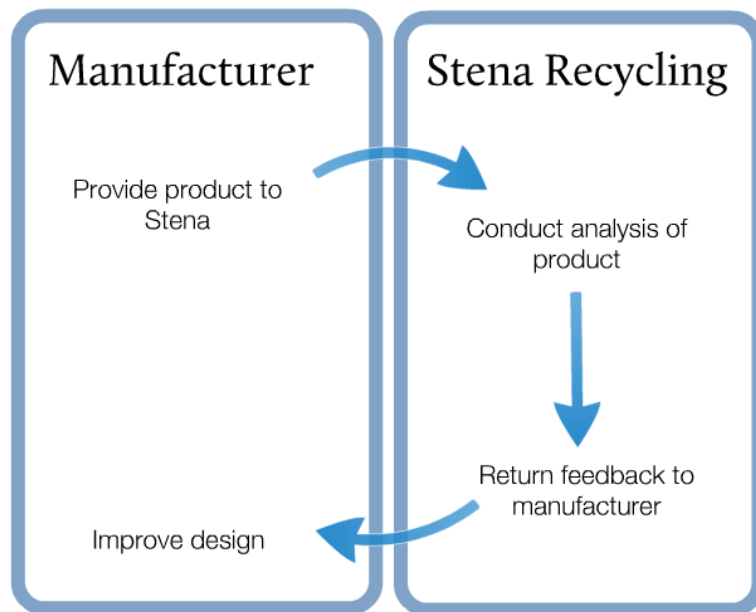 Manufacturer
Provide product to
Stena
Improve design
Stena Recycling
Conduct analysis of
product
Return feedback to
manufacturer